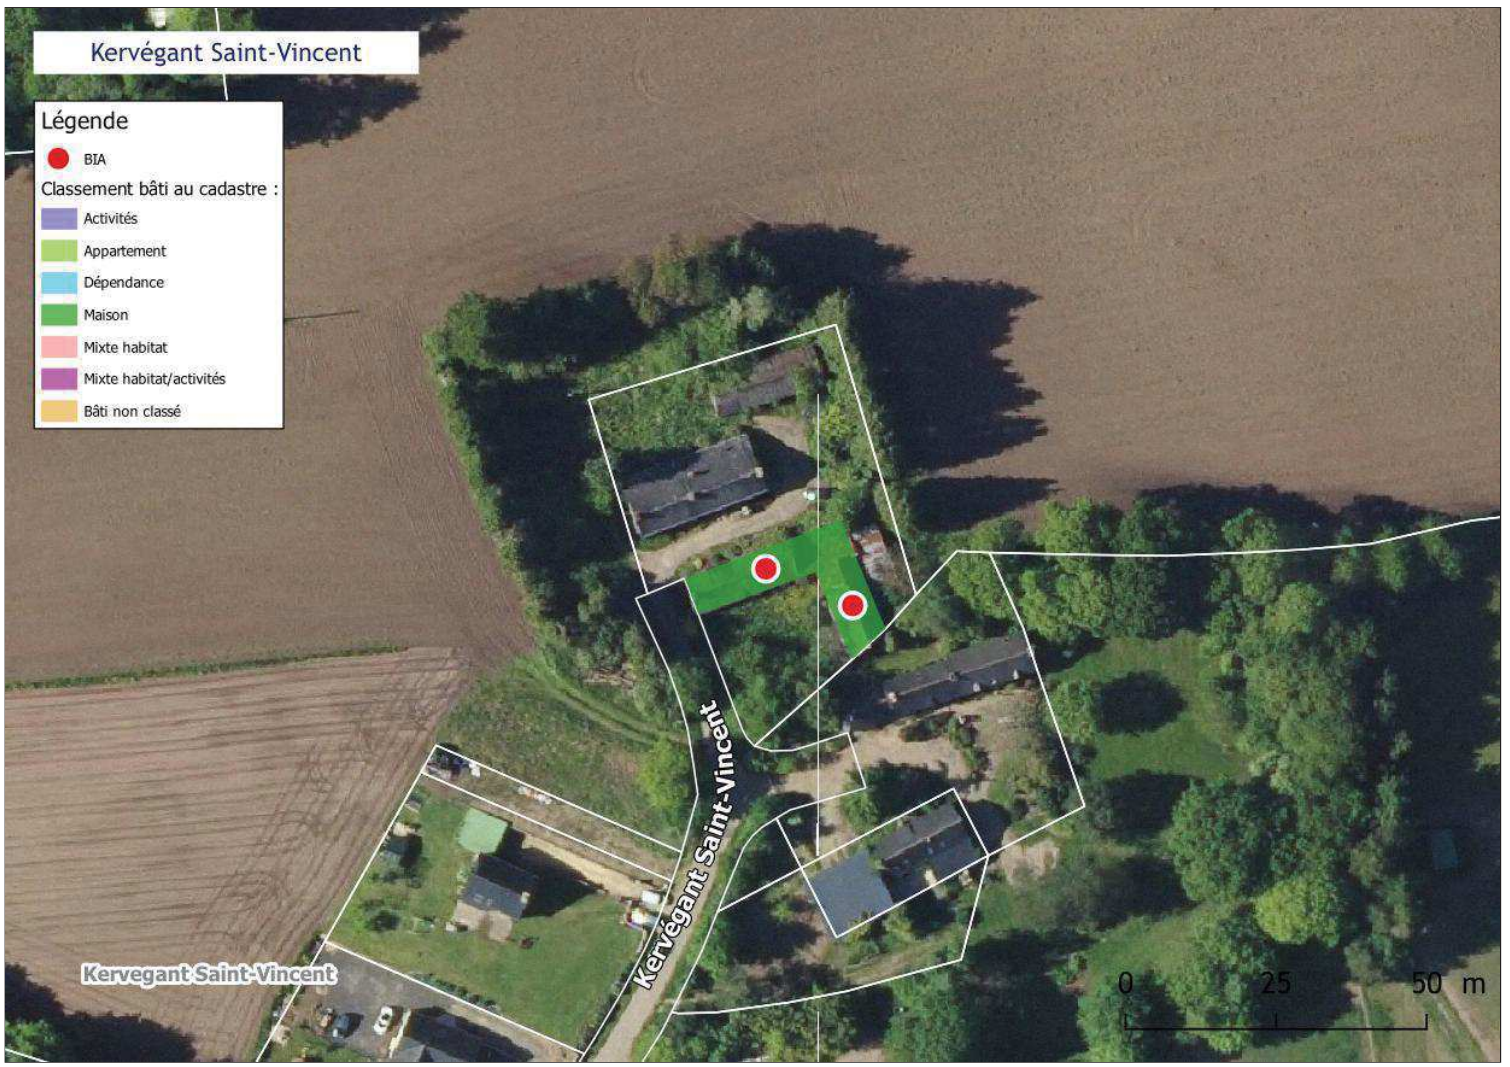 Kervégant Saint-Vincent
Légende
BIA
Classement bâti au cadastre :
Activités
Appartement
Dépendance
Maison
Mixte habitat
Mixte habitat/activités
Bâti non classé
Kervégant Saint-Vincent
Kervegant Saint-Vincent
0 25 50 m